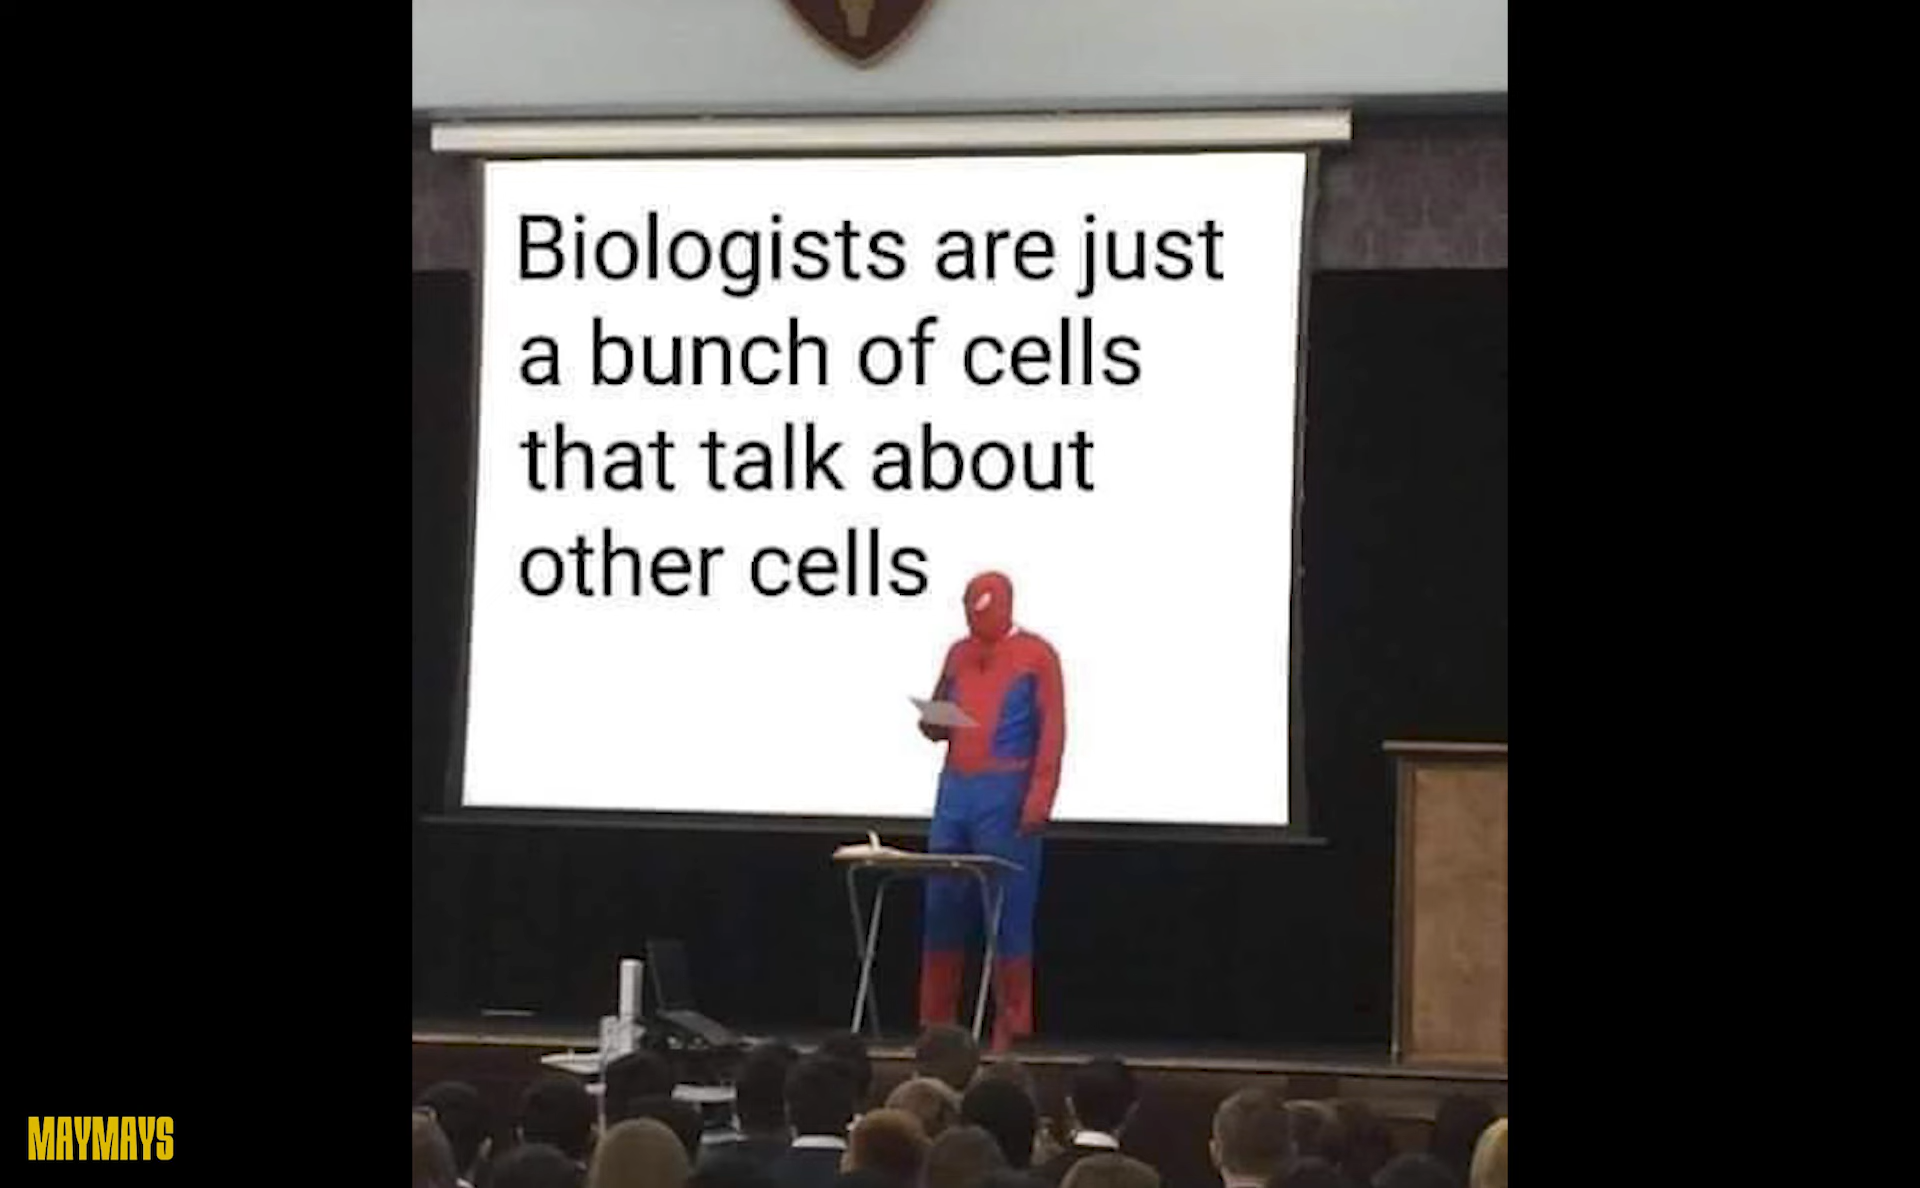 Biologists are just
a bunch of cells
that talk about
other cells
MAYMAYS